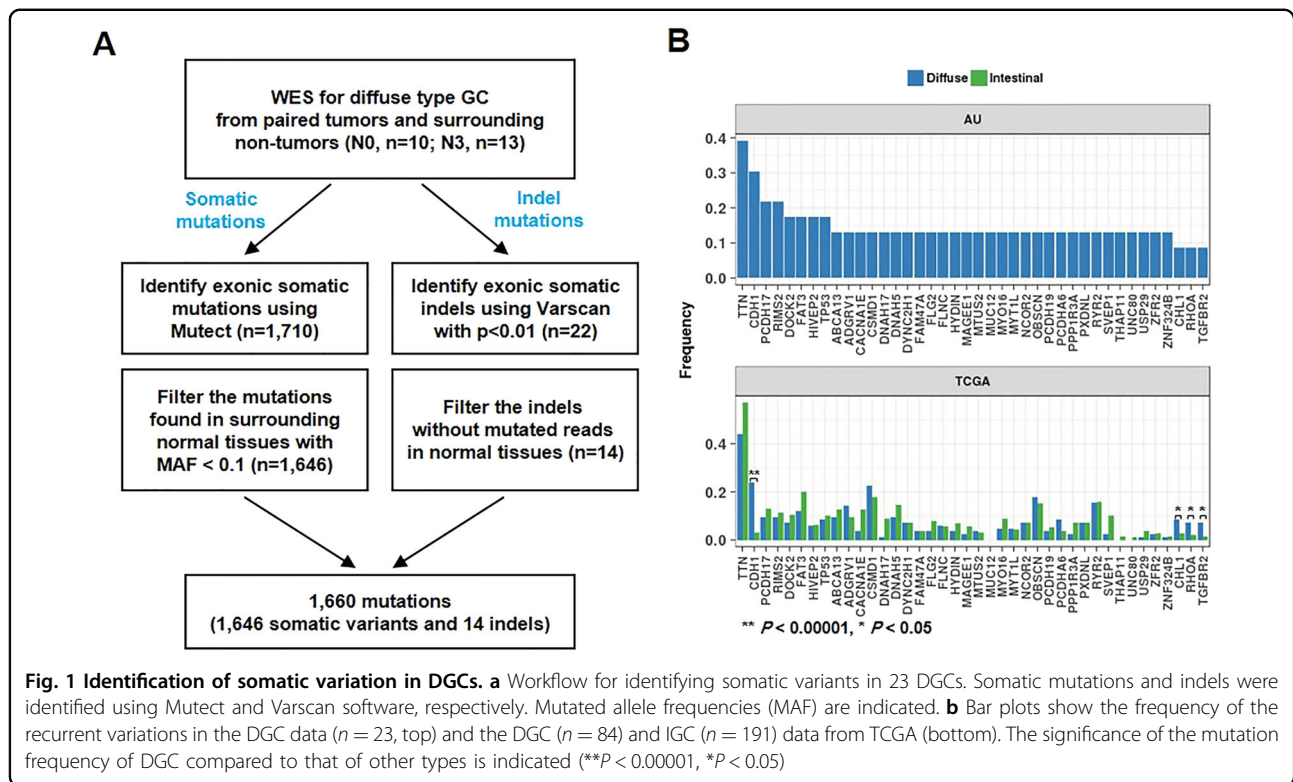 A
WES for diffuse type GC
from paired tumors and surrounding
non-tumors (N0, n=10; N3, n=13)
Somatic
mutations
Indel
mutations
Identify exonic somatic
mutations using
Mutect (n=1,710)
Identify exonic somatic
indels using Varscan
with p<0.01 (n=22)
Filter the mutations
found in surrounding
normal tissues with
MAF < 0.1 (n=1,646)
Filter the indels
without mutated reads
in normal tissues (n=14)
1,660 mutations
(1,646 somatic variants and 14 indels)
B
Diffuse Intestinal
AU
0.4
0.3
0.2
0.1
0.0
TTN
CDH1
PCDH17
RIMS2
DOCK2
FAT3
HIVEP2
TP53
ABCA13
ADGRV1
CACNA1E
CSMD1
DNAH17
DNAH5
DYNC2H1
FAM47A
FLG2
FLNC
HYDIN
MAGEE1
MTUS2
MUC12
MYO16
MYT1L
NCOR2
OBSCN
PCDH19
PCDHA6
PPP1R3A
PXDNL
RYR2
SVEP1
THAP11
UNC80
USP29
ZFR2
ZNF324B
CHL1
RHOA
TGFBR2
Frequency
TCGA
0.4
0.2
0.0
**
*
*
*
TTN
CDH1
PCDH17
RIMS2
DOCK2
FAT3
HIVEP2
TP53
ABCA13
ADGRV1
CACNA1E
CSMD1
DNAH17
DNAH5
DYNC2H1
FAM47A
FLG2
FLNC
HYDIN
MAGEE1
MTUS2
MUC12
MYO16
MYT1L
NCOR2
OBSCN
PCDH19
PCDHA6
PPP1R3A
PXDNL
RYR2
SVEP1
THAP11
UNC80
USP29
ZFR2
ZNF324B
CHL1
RHOA
TGFBR2
** P < 0.00001, * P < 0.05
Fig. 1 Identification of somatic variation in DGCs. a Workflow for identifying somatic variants in 23 DGCs. Somatic mutations and indels were
identified using Mutect and Varscan software, respectively. Mutated allele frequencies (MAF) are indicated. b Bar plots show the frequency of the
recurrent variations in the DGC data (n = 23, top) and the DGC (n = 84) and IGC (n = 191) data from TCGA (bottom). The significance of the mutation
frequency of DGC compared to that of other types is indicated (**P < 0.00001, *P < 0.05)